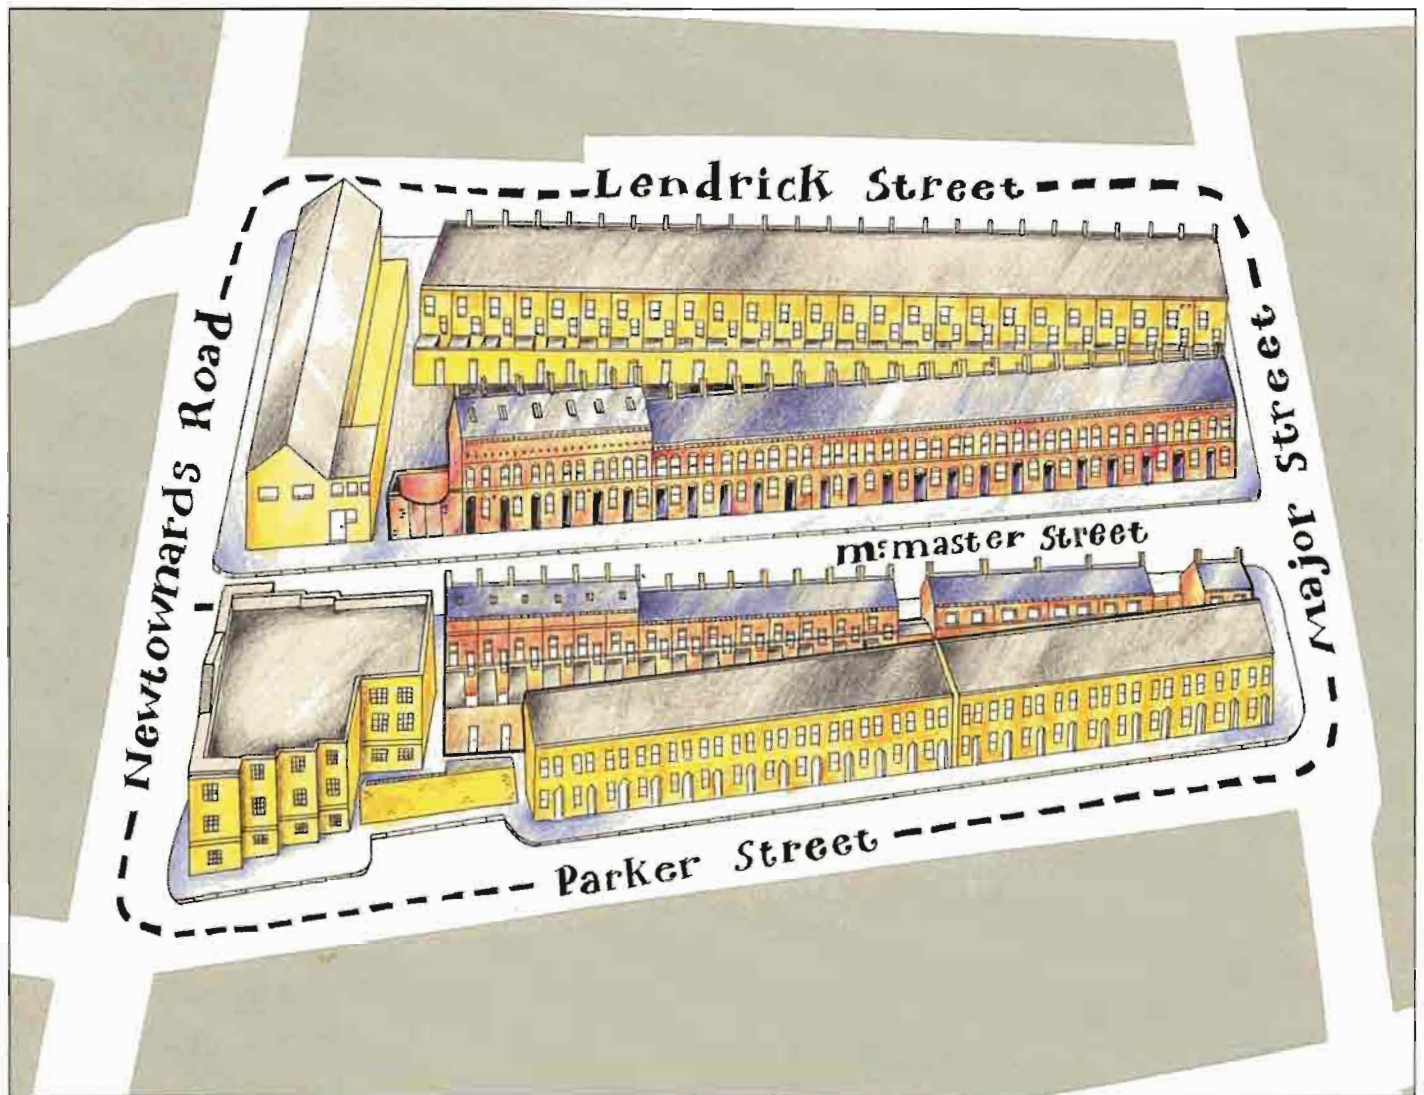 Lendrick Street
Newtownards Road
Major Street
McMaster Street
Parker Street